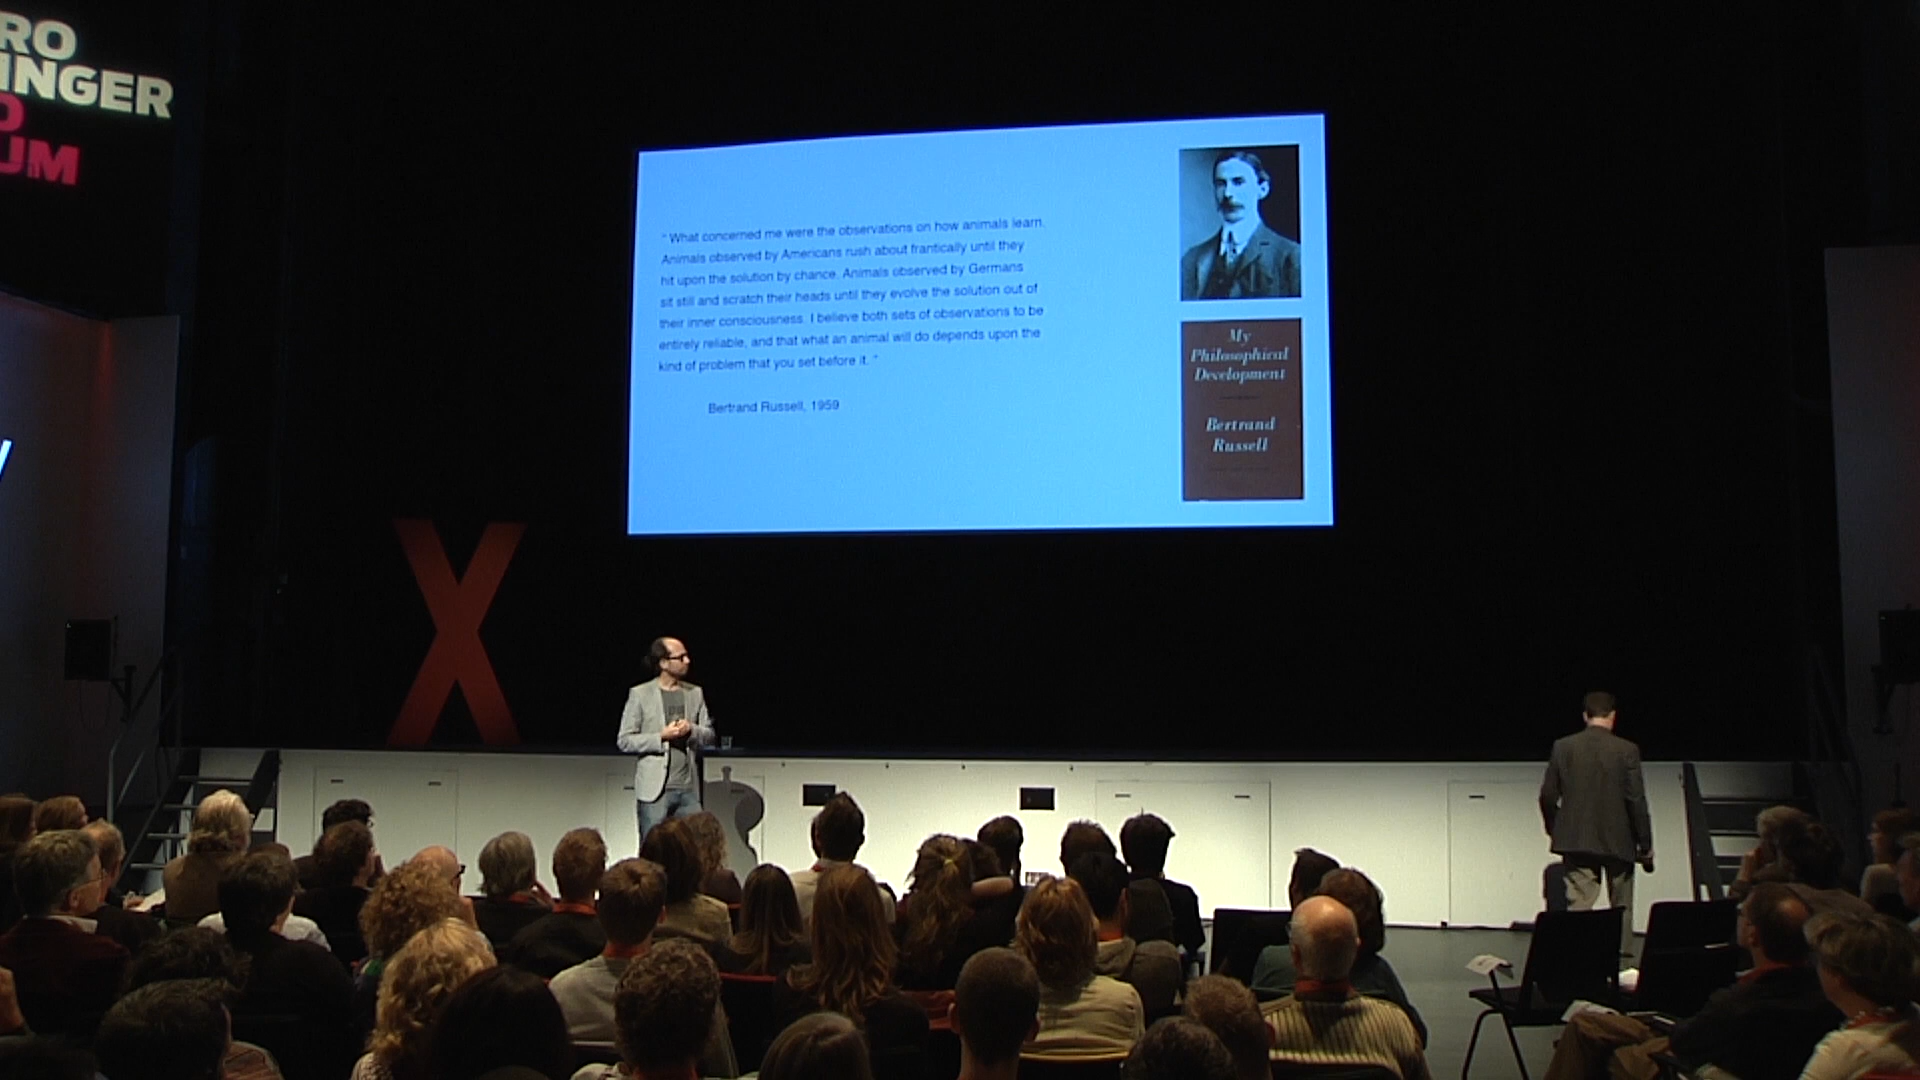 RO
INGER
O
UM
" What concerned me were the observations on how animals learn.
Animals observed by Americans rush about frantically until they
hit upon the solution by chance. Animals observed by Germans
sit still and scratch their heads until they evolve the solution out of
their inner consciousness. I believe both sets of observations to be
entirely reliable, and that what an animal will do depends upon the
kind of problem that you set before it. "
Bertrand Russell, 1959
My
Philosophical
Development
Bertrand
Russell
X